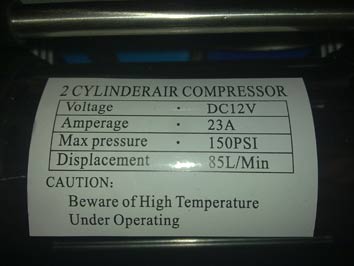 2 CYLINDERAIR COMPRESSOR
Voltage · DC12V
Amperage · 23A
Max pressure · 150PSI
Displacement · 85L/Min
CAUTION:
Beware of High Temperature
Under Operating